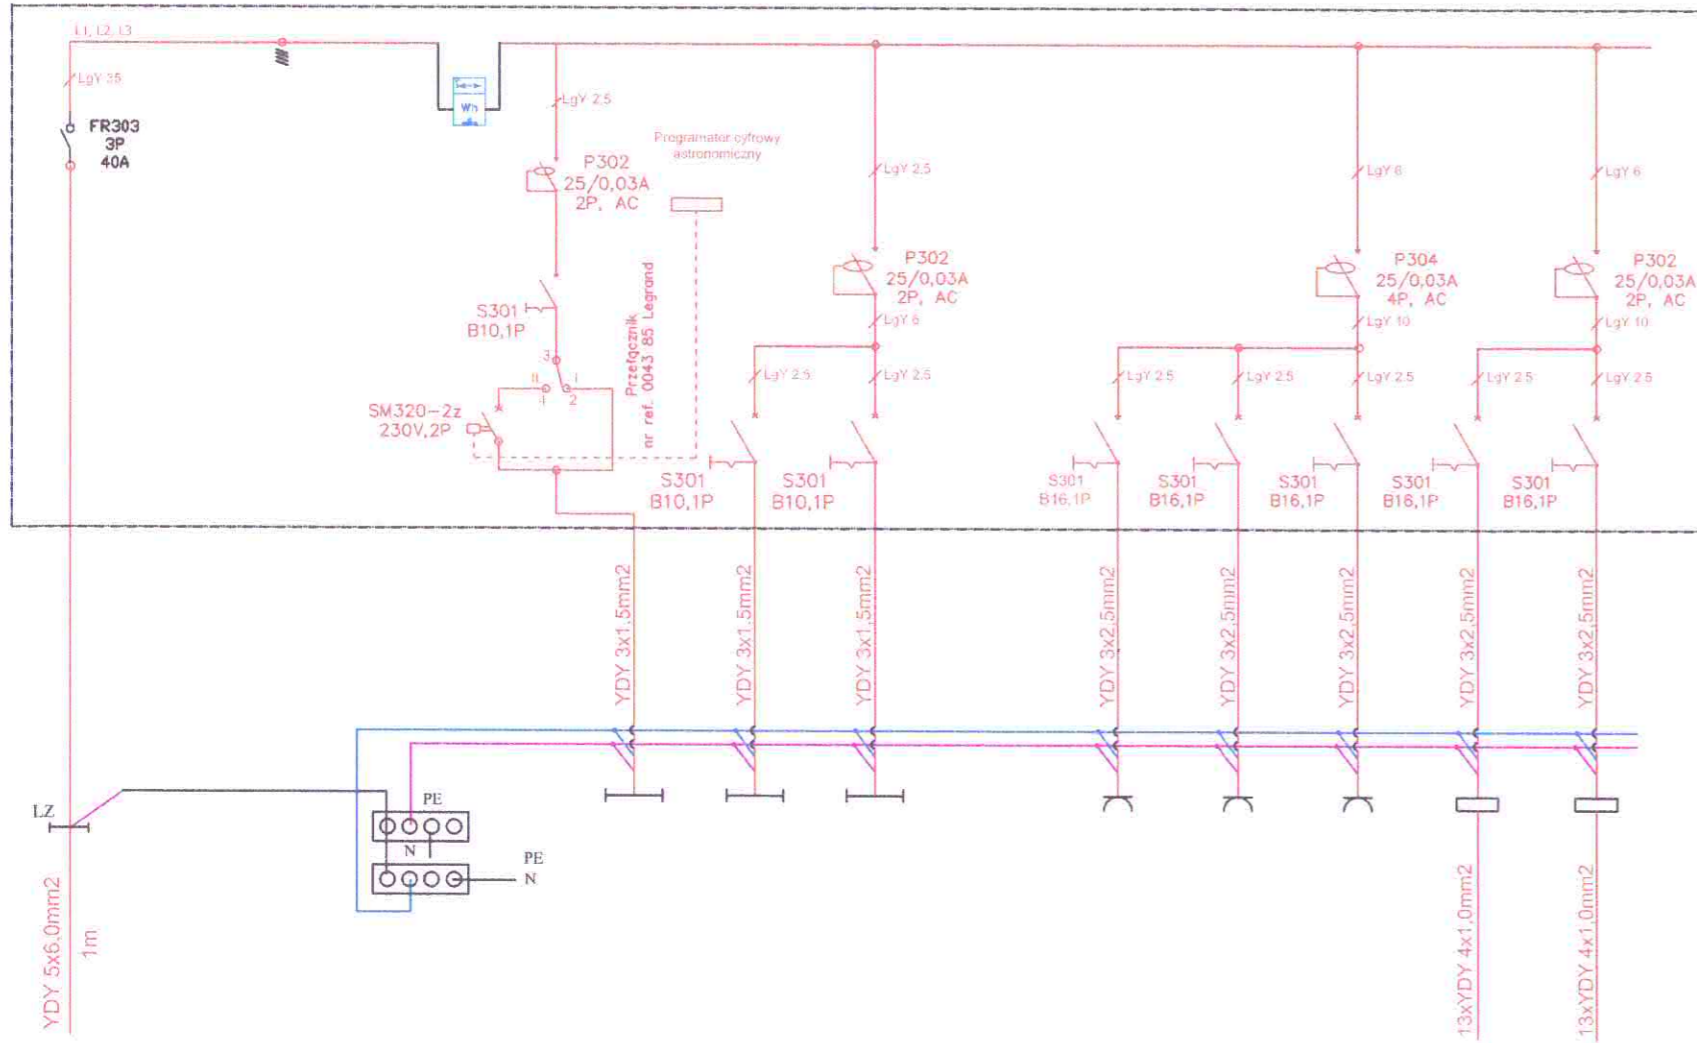 L1, L2, L3
LgY 35
FR303
3P
40A
Wh
LgY 2,5
P302
25/0,03A
2P, AC
Programator cyfrowy
astronomiczny
S301
B10,1P
3
II
I
4
2
SM320-2z
230V,2P
Przełącznik
nr ref. 0043 85 Legrand
LgY 2,5
P302
25/0,03A
2P, AC
LgY 6
LgY 2,5
LgY 2,5
S301
B10,1P
S301
B10,1P
LgY 6
P304
25/0,03A
4P, AC
LgY 10
LgY 2,5
LgY 2,5
LgY 2,5
S301
B16,1P
S301
B16,1P
S301
B16,1P
LgY 6
P302
25/0,03A
2P, AC
LgY 10
LgY 2,5
LgY 2,5
S301
B16,1P
S301
B16,1P
YDY 3x1,5mm2
YDY 3x1,5mm2
YDY 3x1,5mm2
YDY 3x2,5mm2
YDY 3x2,5mm2
YDY 3x2,5mm2
YDY 3x2,5mm2
YDY 3x2,5mm2
LZ
PE
N
PE
N
YDY 5x6,0mm2
1m
13xYDY 4x1,0mm2
13xYDY 4x1,0mm2